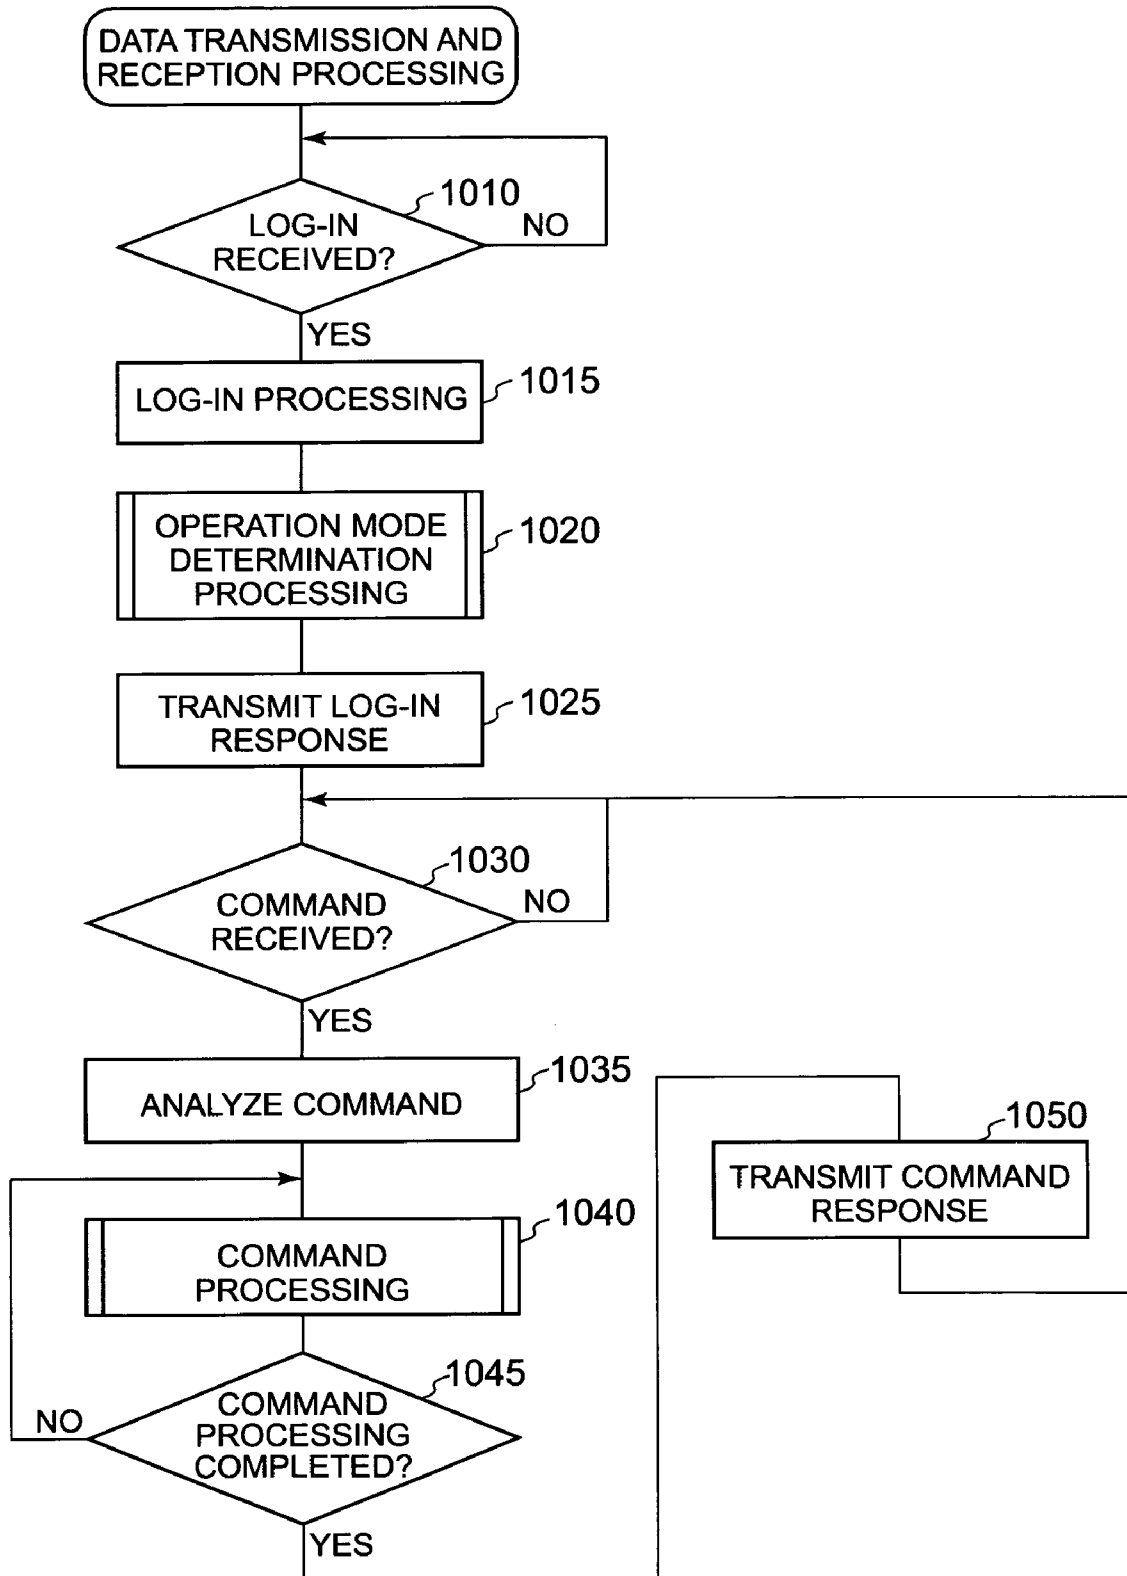 DATA TRANSMISSION AND
RECEPTION PROCESSING
1010
LOG-IN
RECEIVED?
NO
YES
LOG-IN PROCESSING
1015
OPERATION MODE
DETERMINATION
PROCESSING
1020
TRANSMIT LOG-IN
RESPONSE
1025
1030
COMMAND
RECEIVED?
NO
YES
ANALYZE COMMAND
1035
COMMAND
PROCESSING
1040
1045
COMMAND
PROCESSING
COMPLETED?
NO
YES
1050
TRANSMIT COMMAND
RESPONSE